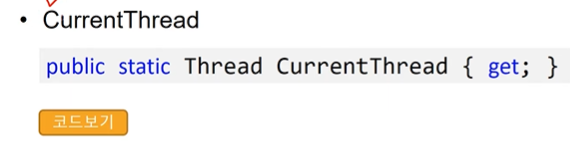 • CurrentThread
public static Thread CurrentThread { get; }
코드보기